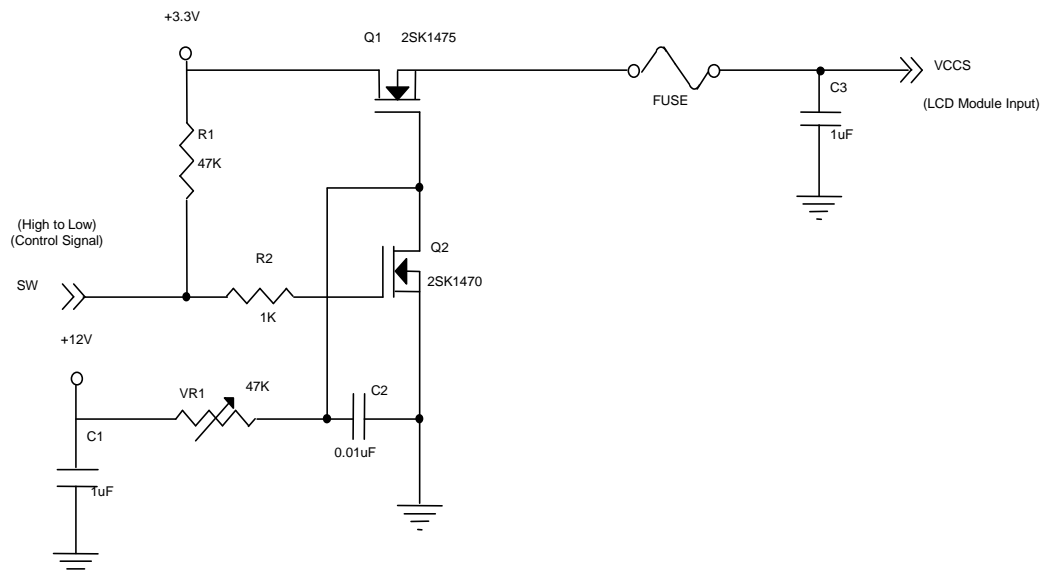 +3.3V
Q1 2SK1475
FUSE
VCCS
(LCD Module Input)
C3
1uF
R1
47K
(High to Low)
(Control Signal)
SW
R2
1K
Q2
2SK1470
+12V
VR1
47K
C2
0.01uF
C1
1uF